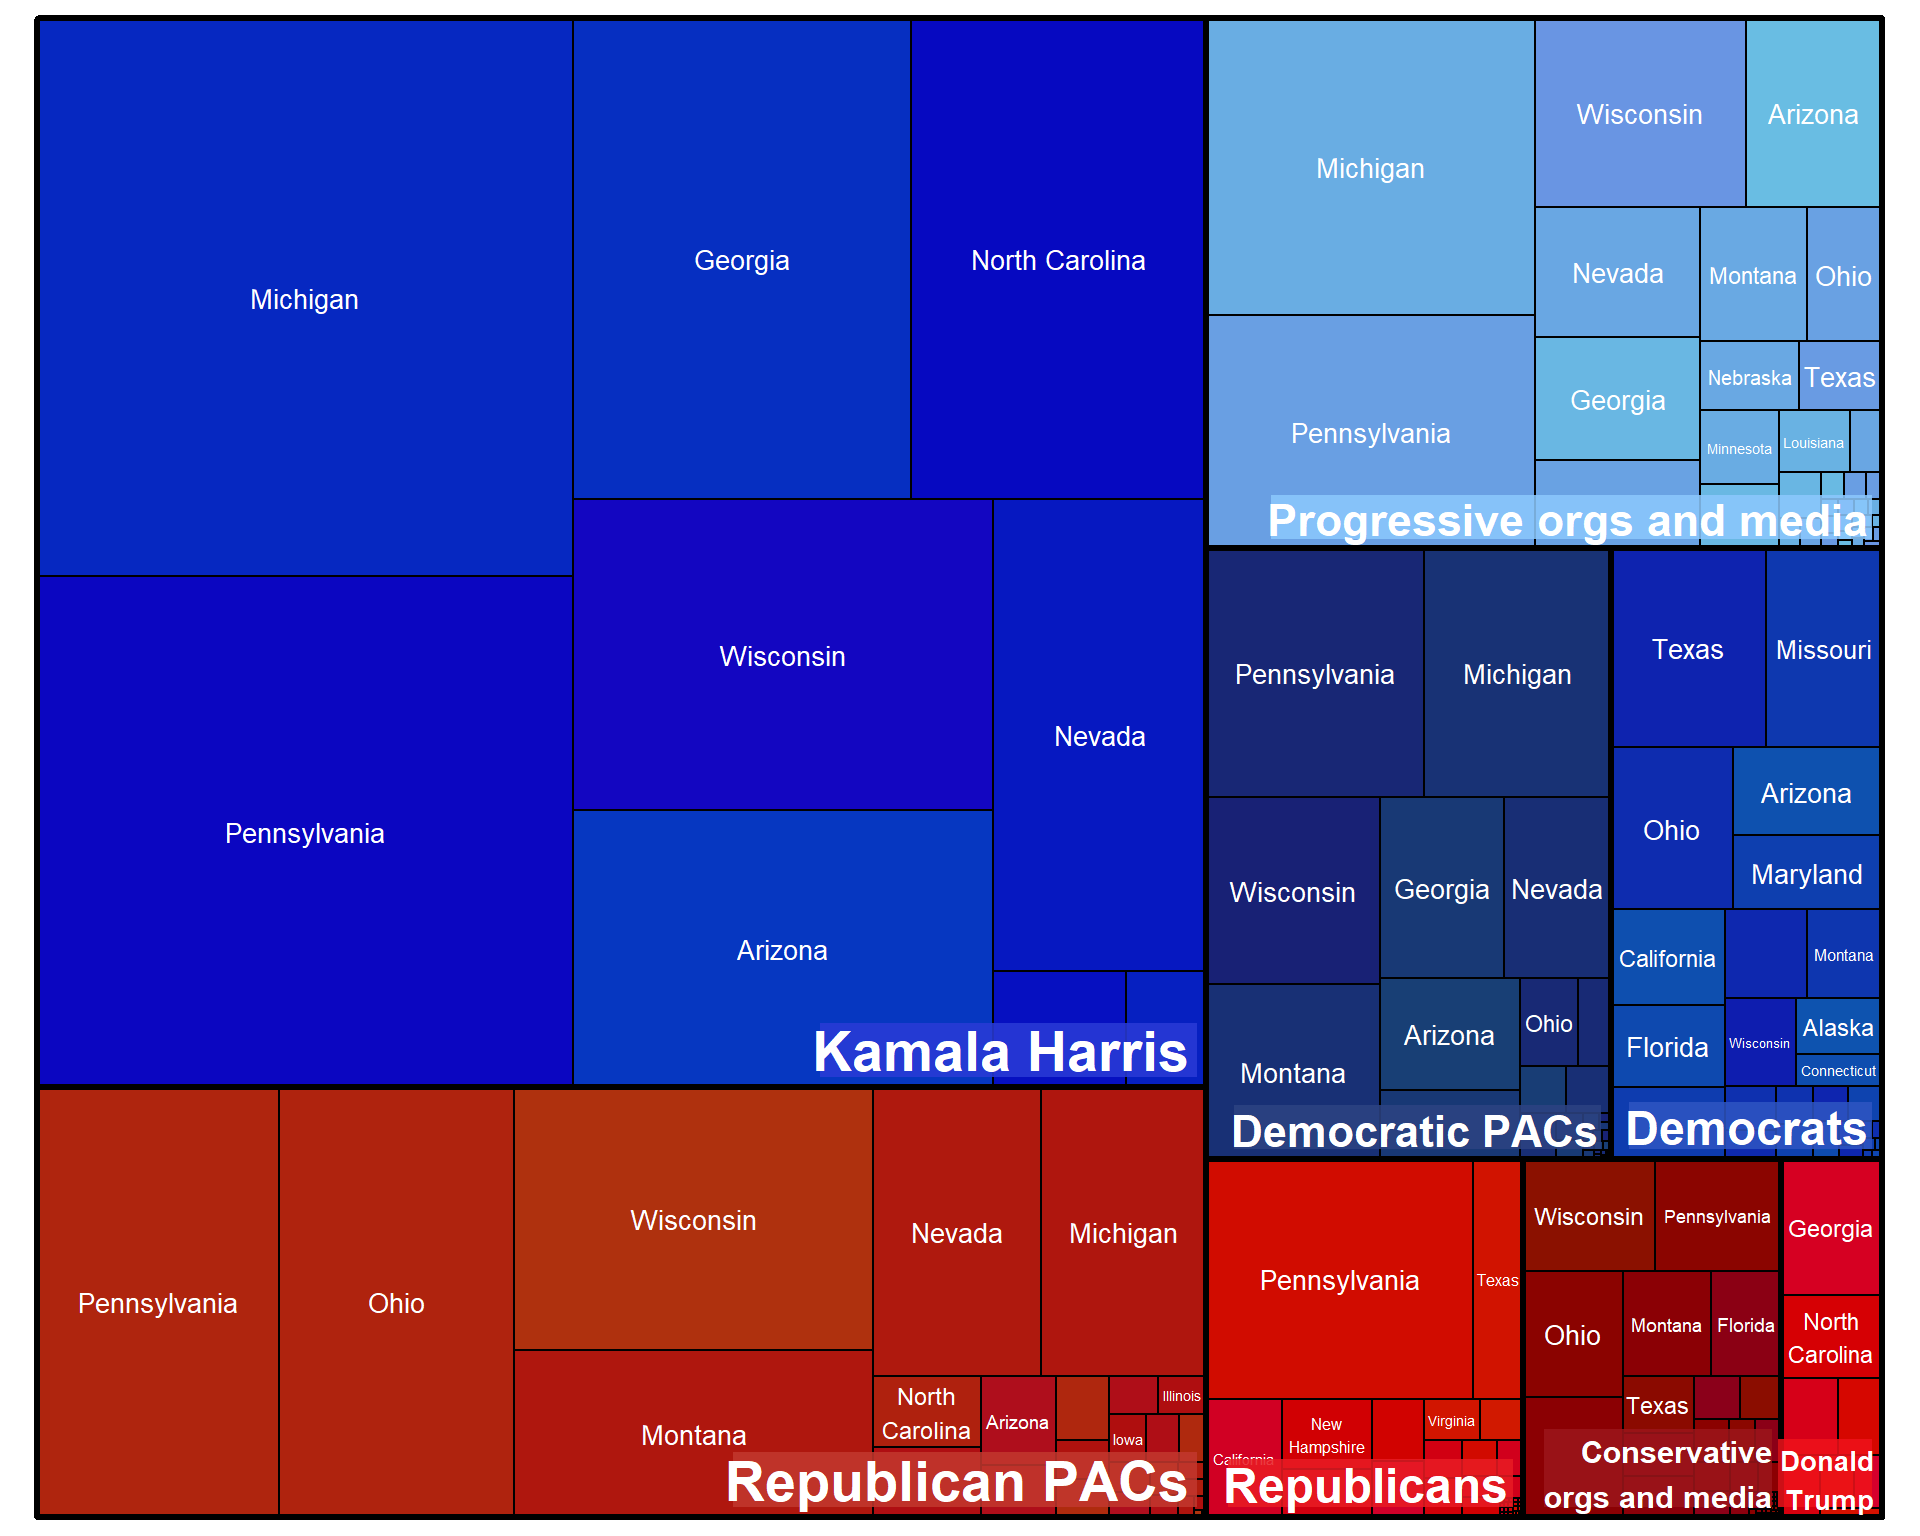 Michigan
Georgia
North Carolina
Pennsylvania
Wisconsin
Nevada
Arizona
Kamala Harris
Michigan
Wisconsin
Arizona
Nevada
Montana
Ohio
Pennsylvania
Georgia
Nebraska
Texas
Minnesota
Louisiana
Progressive orgs and media
Pennsylvania
Michigan
Wisconsin
Georgia
Nevada
Montana
Arizona
Ohio
Democratic PACs
Texas
Missouri
Ohio
Arizona
Maryland
California
Montana
Florida
Wisconsin
Alaska
Connecticut
Democrats
Pennsylvania
Ohio
Wisconsin
Nevada
Michigan
Montana
North
Carolina
Arizona
Illinois
Iowa
Republican PACs
Pennsylvania
Texas
California
New
Hampshire
Virginia
Republicans
Wisconsin
Pennsylvania
Ohio
Montana
Florida
Texas
Conservative
orgs and media
Georgia
North
Carolina
Donald
Trump